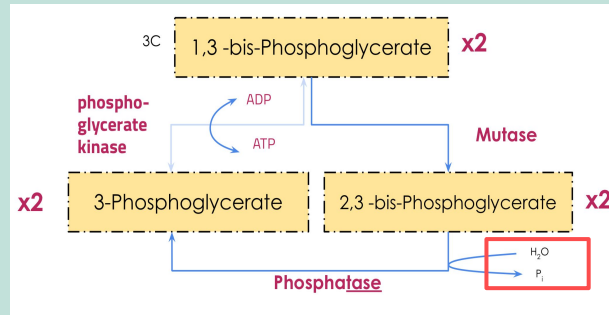 3C
1,3 -bis-Phosphoglycerate
x2
phospho-
glycerate
kinase
ADP
ATP
Mutase
x2
3-Phosphoglycerate
2,3 -bis-Phosphoglycerate
x2
H₂O
Pᵢ
Phosphatase